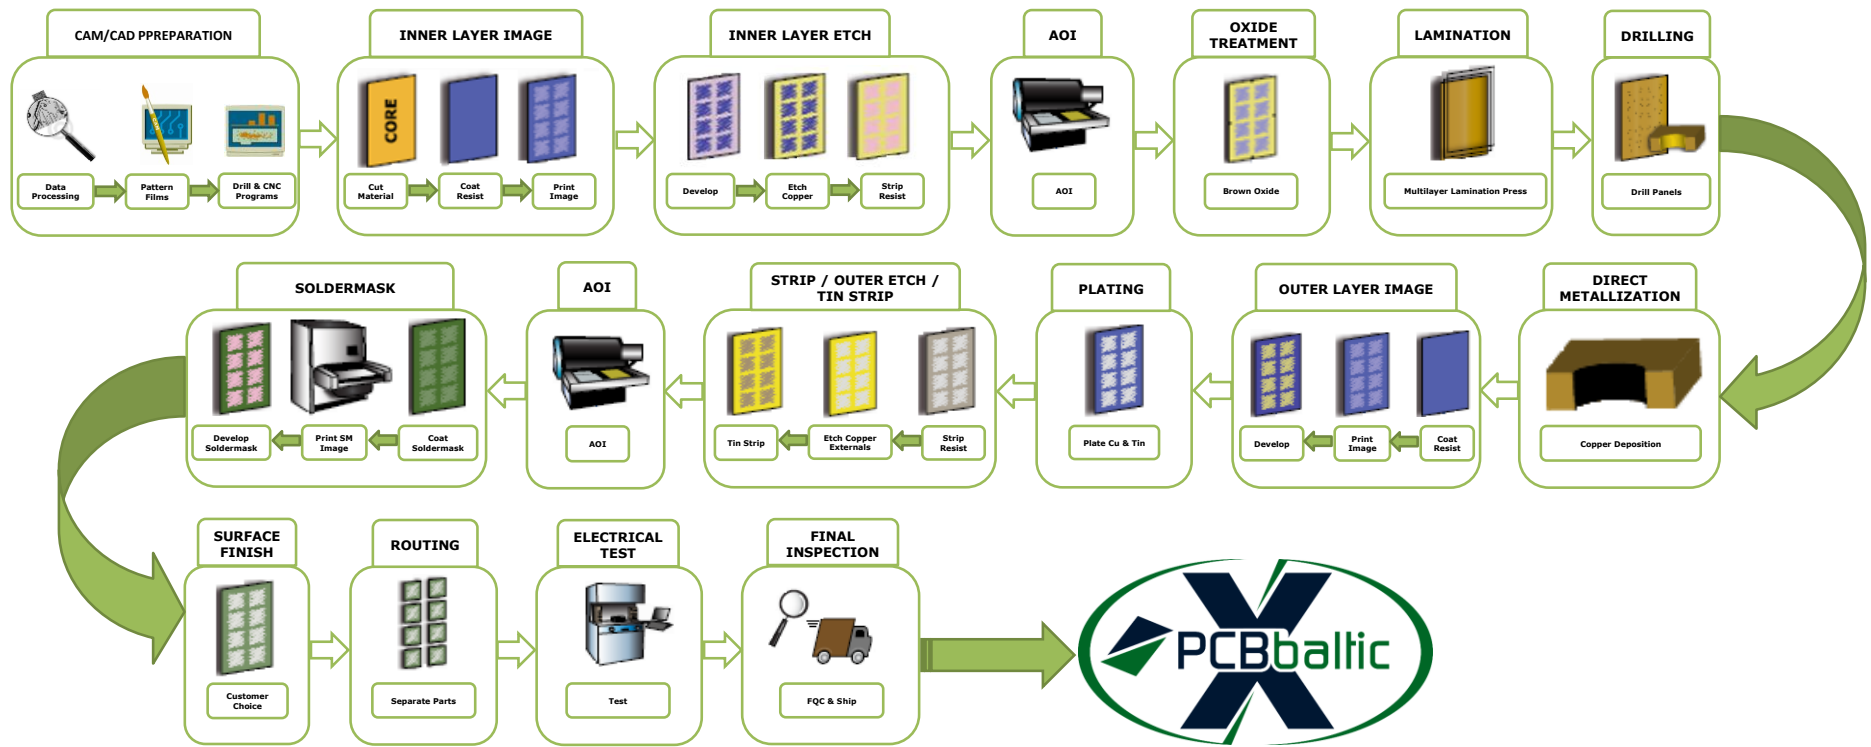 CAM/CAD PPREPARATION
Data
Processing
Pattern
Films
Drill & CNC
Programs
INNER LAYER IMAGE
CORE
Cut
Material
Coat
Resist
Print
Image
INNER LAYER ETCH
Develop
Etch
Copper
Strip
Resist
AOI
AOI
OXIDE
TREATMENT
Brown Oxide
LAMINATION
Multilayer Lamination Press
DRILLING
Drill Panels
DIRECT
METALLIZATION
Copper Deposition
OUTER LAYER IMAGE
Coat
Resist
Print
Image
Develop
PLATING
Plate Cu & Tin
STRIP / OUTER ETCH /
TIN STRIP
Strip
Resist
Etch Copper
Externals
Tin Strip
AOI
AOI
SOLDERMASK
Coat
Soldermask
Print SM
Image
Develop
Soldermask
SURFACE
FINISH
Customer
Choice
ROUTING
Separate Parts
ELECTRICAL
TEST
Test
FINAL
INSPECTION
FQC & Ship
PCBbaltic